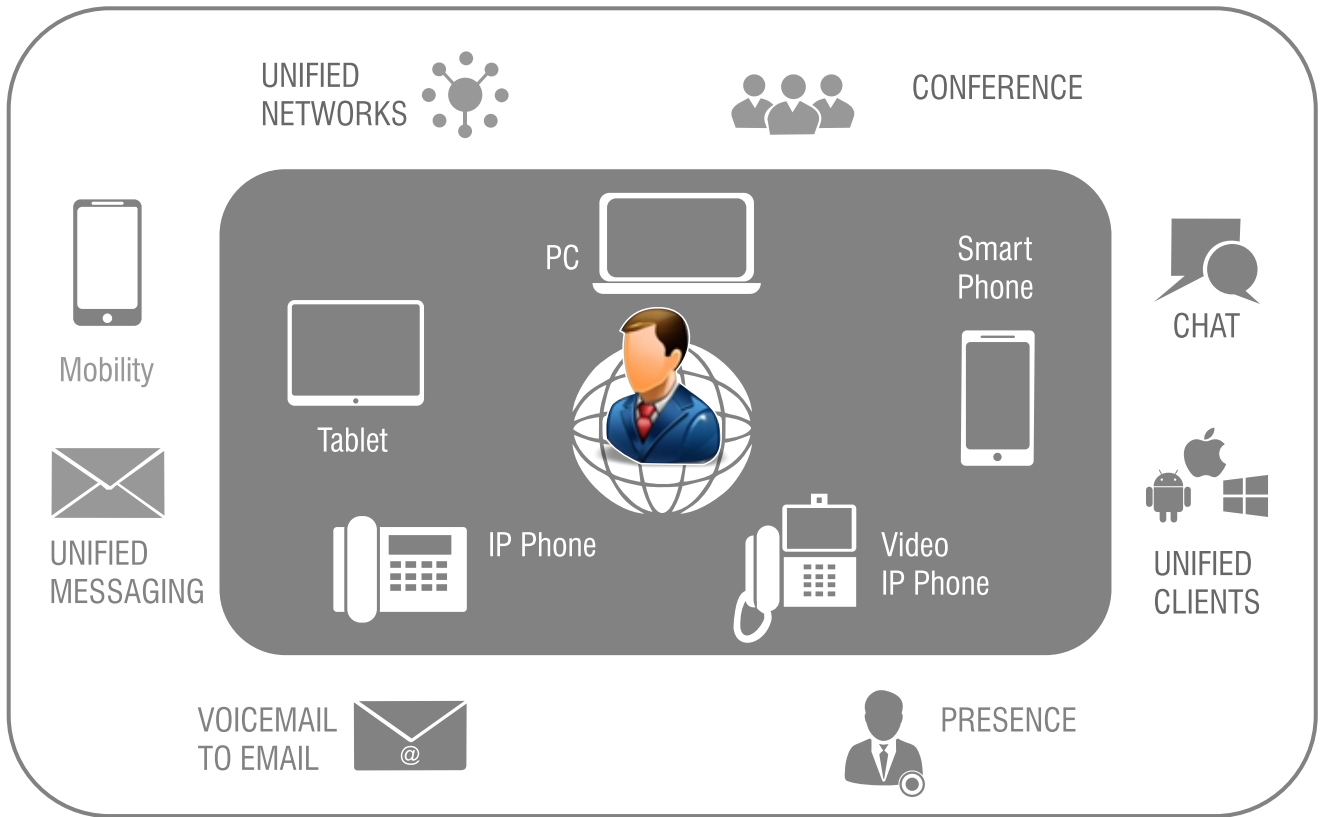 UNIFIED
NETWORKS
CONFERENCE
PC
Smart
Phone
CHAT
Mobility
Tablet
UNIFIED
MESSAGING
IP Phone
Video
IP Phone
UNIFIED
CLIENTS
VOICEMAIL
TO EMAIL
@
PRESENCE